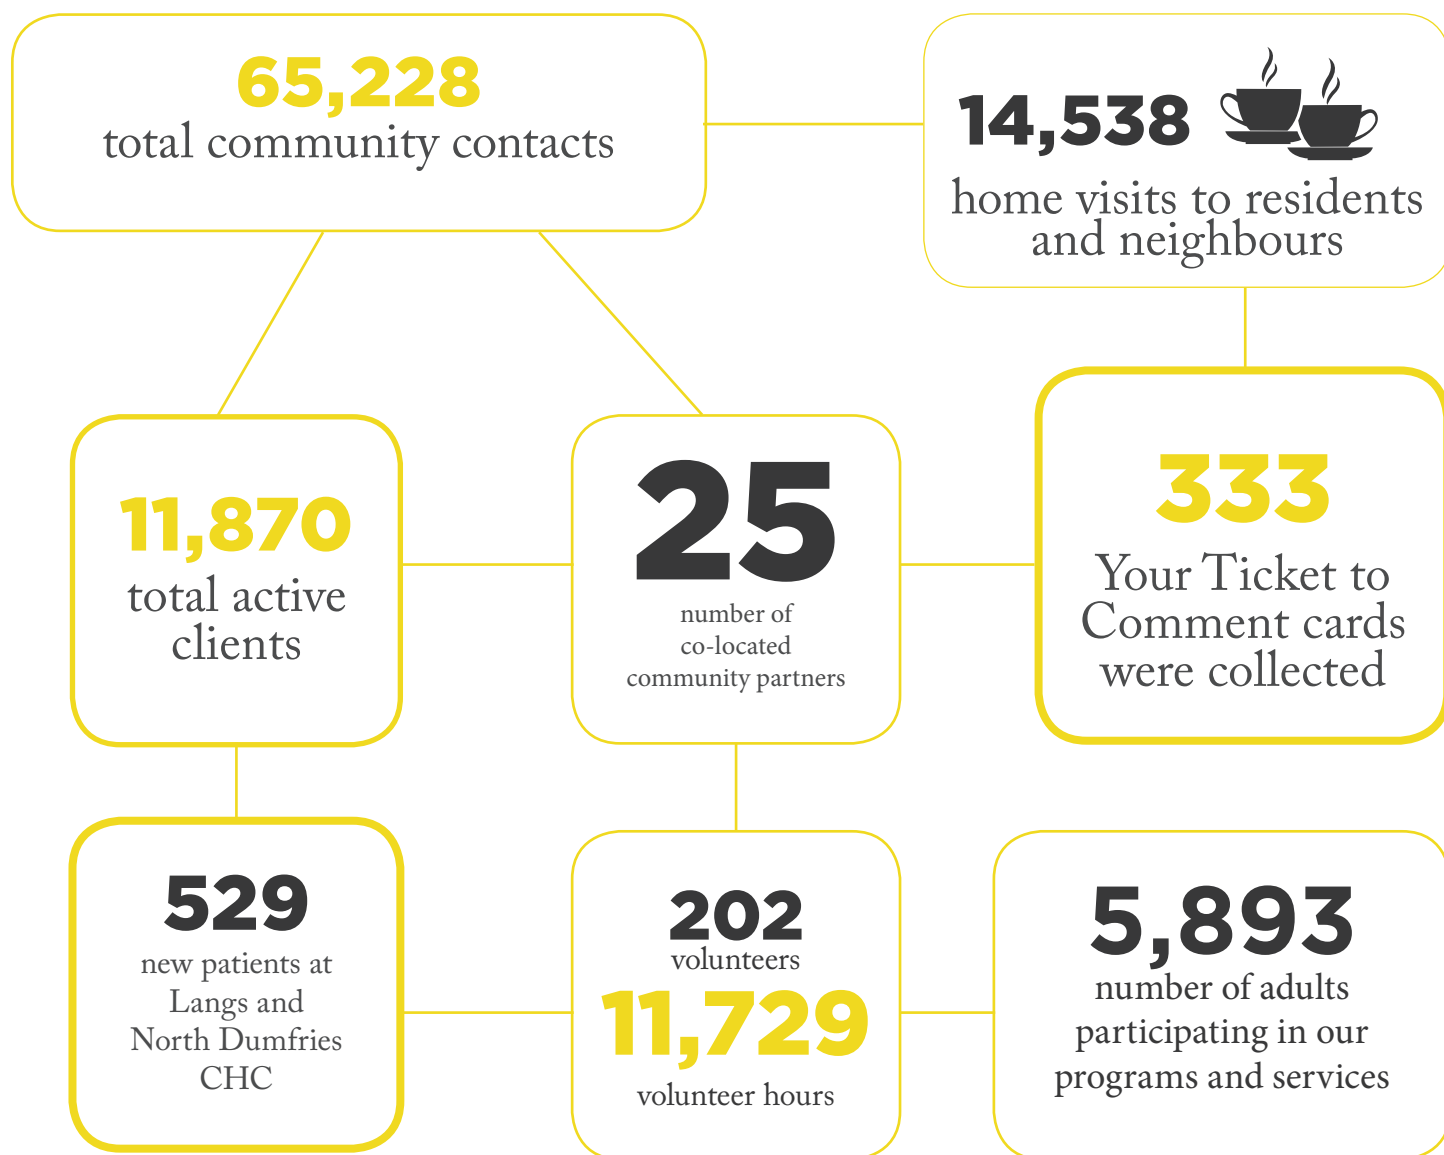 65,228
total community contacts
14,538
home visits to residents
and neighbours
11,870
total active
clients
25
number of
co-located
community partners
333
Your Ticket to
Comment cards
were collected
529
new patients at
Langs and
North Dumfries
CHC
202
volunteers
11,729
volunteer hours
5,893
number of adults
participating in our
programs and services